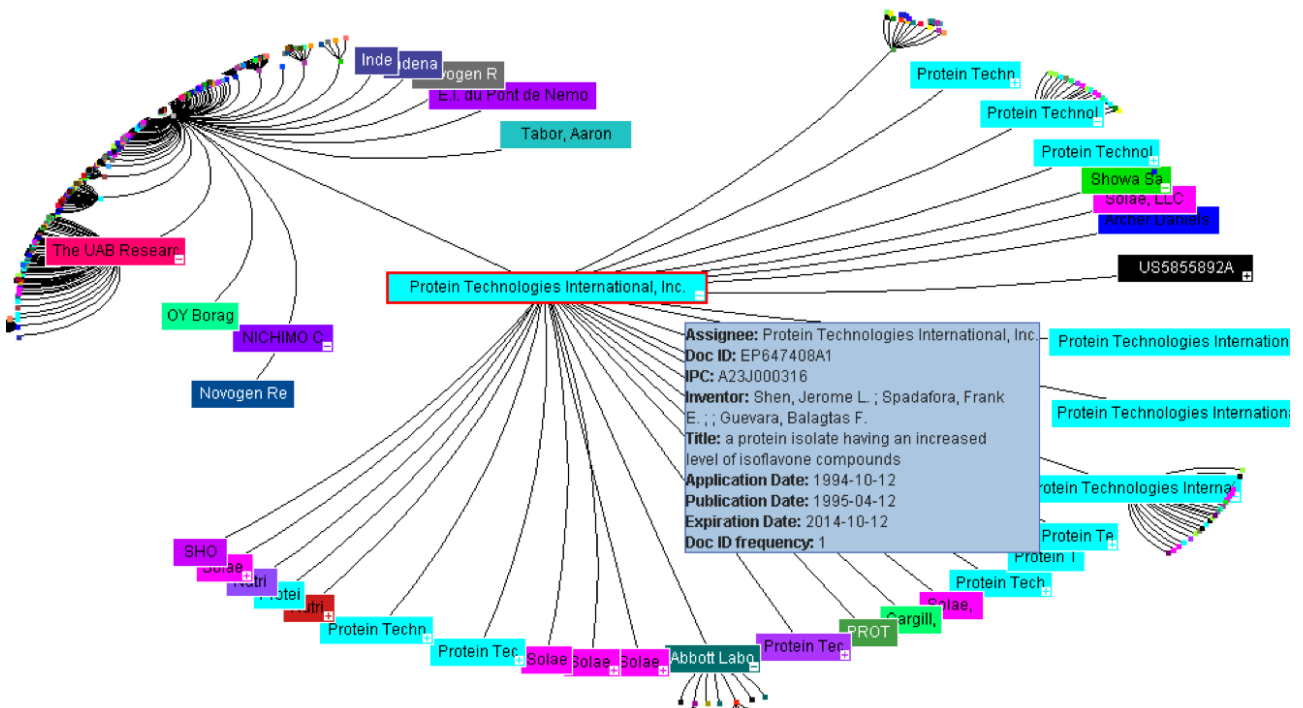 Inde
dena
vogen R
E.I. du Pont de Nemo
Tabor, Aaron
Protein Techn
Protein Technol
Protein Technol
Showa Sa
Solae, LLC
Archer Daniels
US5855892A
The UAB Researc
Protein Technologies International, Inc.
OY Borag
NICHIMO C
Novogen Re
Assignee: Protein Technologies International, Inc.
Doc ID: EP647408A1
IPC: A23J000316
Inventor: Shen, Jerome L. ; Spadafora, Frank
E. ; ; Guevara, Balagtas F.
Title: a protein isolate having an increased
level of isoflavone compounds
Application Date: 1994-10-12
Publication Date: 1995-04-12
Expiration Date: 2014-10-12
Doc ID frequency: 1
Protein Technologies Internationa
Protein Technologies Internationa
rotein Technologies Internat
Protein Te
Protein T
Protein Tech
Solae,
Cargill,
PROT
Protein Tec
Abbott Labo
Solae
Solae
Solae
Protein Tec
Protein Techn
Nutri
Protei
Nutri
Solae
SHO